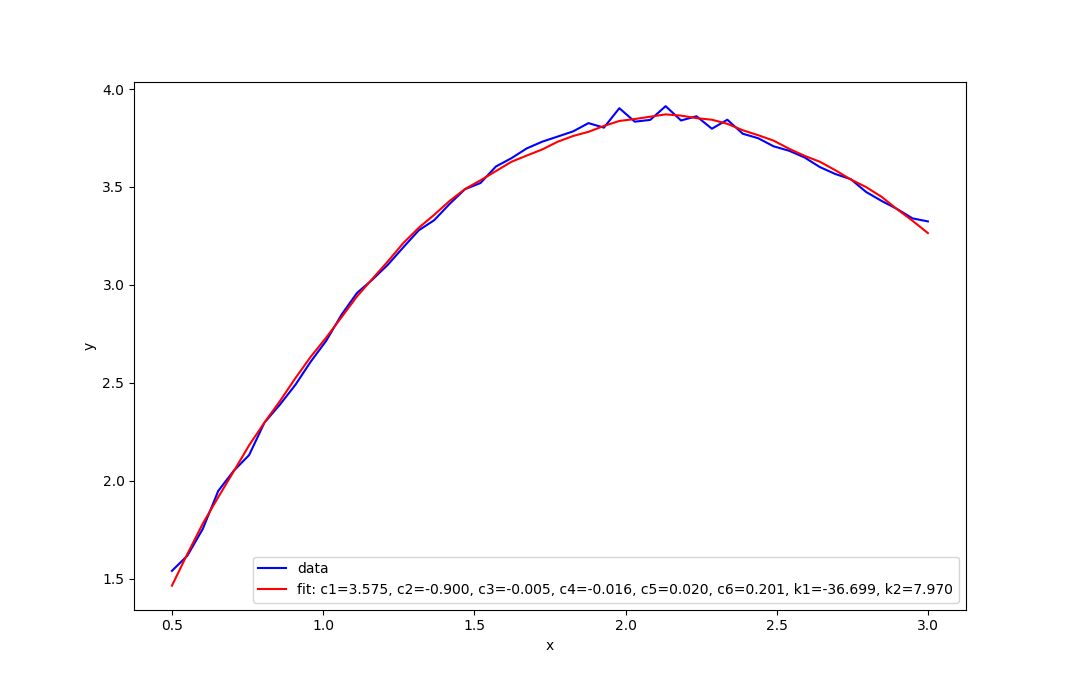 4.0
3.5
3.0
2.5
2.0
1.5
y
data
fit: c1=3.575, c2=-0.900, c3=-0.005, c4=-0.016, c5=0.020, c6=0.201, k1=-36.699, k2=7.970
0.5 1.0 1.5 2.0 2.5 3.0
x